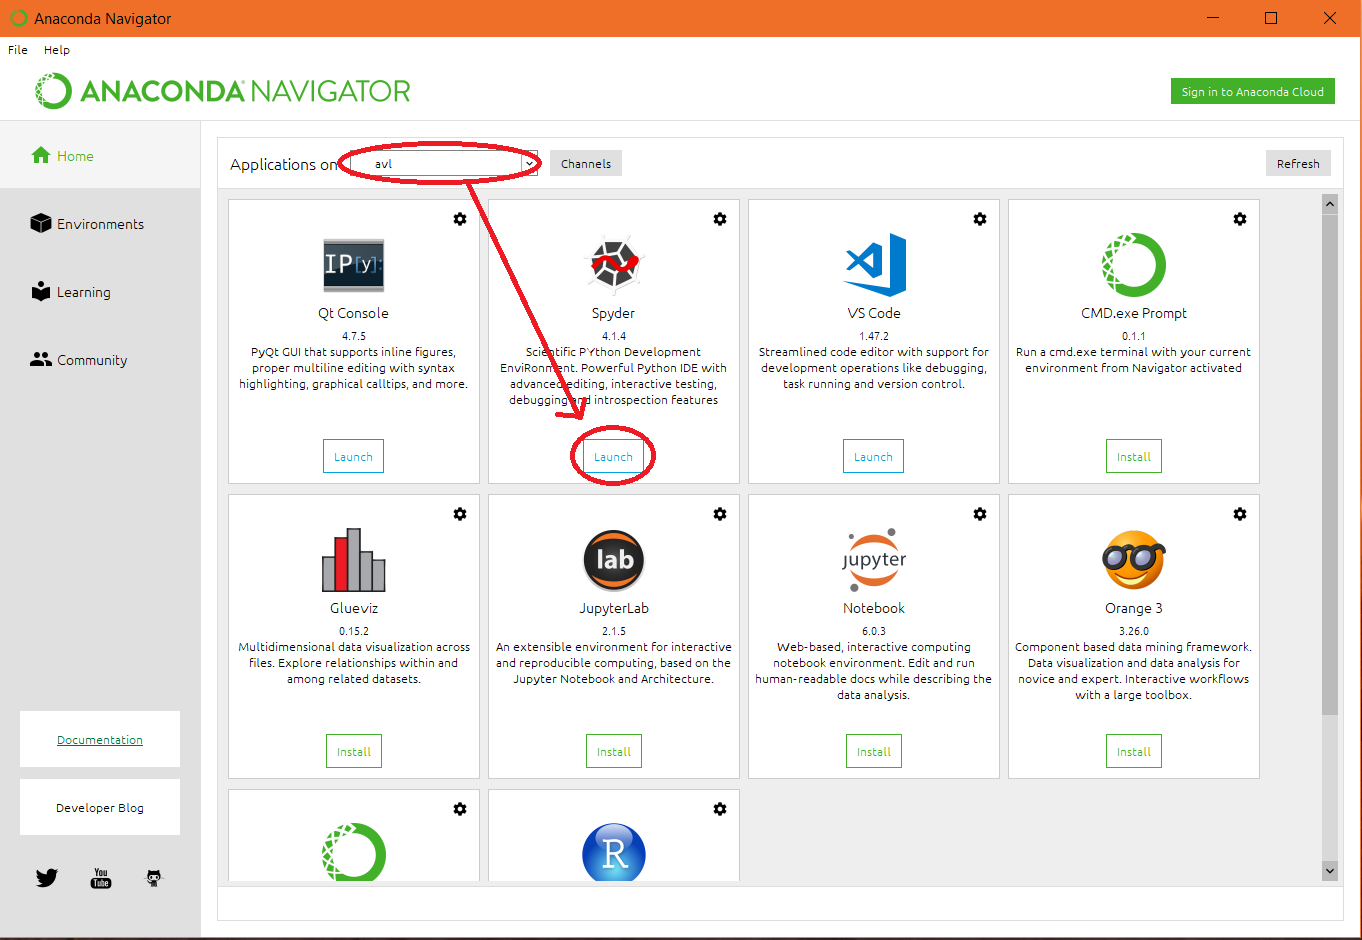 Anaconda Navigator
File Help
ANACONDA NAVIGATOR
Sign in to Anaconda Cloud
Home
Environments
Learning
Community
Documentation
Developer Blog
You
Tube
Applications on avl Channels Refresh
IP[y]:
Qt Console
4.7.5
PyQt GUI that supports inline figures,
proper multiline editing with syntax
highlighting, graphical calltips, and more.
Launch
Spyder
4.1.4
Scientific PYthon Development
EnviRonment. Powerful Python IDE with
advanced editing, interactive testing,
debugging and introspection features
Launch
VS Code
1.47.2
Streamlined code editor with support for
development operations like debugging,
task running and version control.
Launch
CMD.exe Prompt
0.1.1
Run a cmd.exe terminal with your current
environment from Navigator activated
Install
Glueviz
0.15.2
Multidimensional data visualization across
files. Explore relationships within and
among related datasets.
Install
lab
JupyterLab
2.1.5
An extensible environment for interactive
and reproducible computing, based on the
Jupyter Notebook and Architecture.
Install
jupyter
Notebook
6.0.3
Web-based, interactive computing
notebook environment. Edit and run
human-readable docs while describing the
data analysis.
Install
Orange 3
3.26.0
Component based data mining framework.
Data visualization and data analysis for
novice and expert. Interactive workflows
with a large toolbox.
Install
R